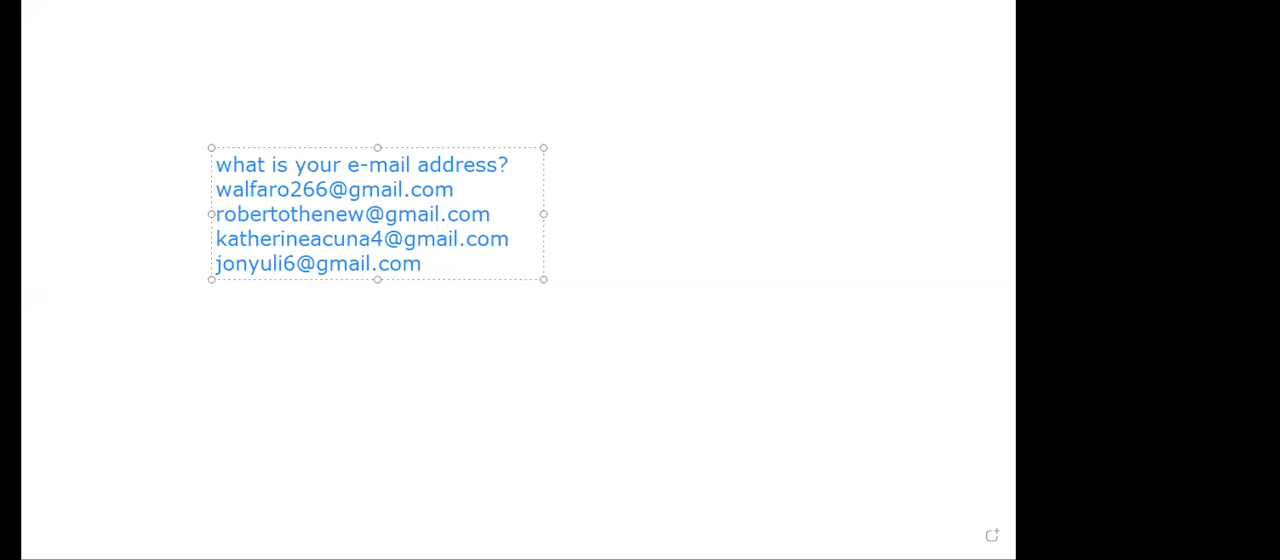 what is your e-mail address?
walfaro266@gmail.com
robertothenew@gmail.com
katherineacuna4@gmail.com
jonyuli6@gmail.com